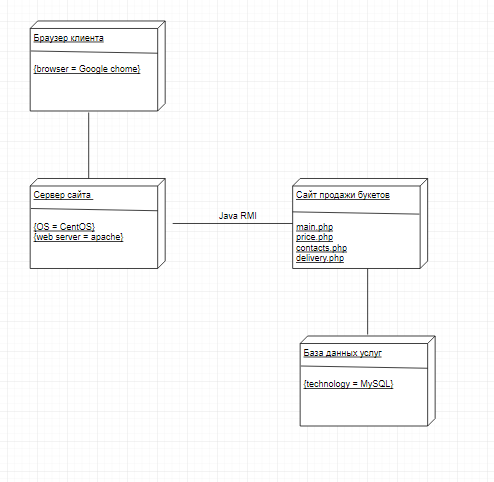 Браузер клиента
{browser = Google chome}
Сервер сайта
{OS = CentOS}
{web server = apache}
Java RMI
Сайт продажи букетов
main.php
price.php
contacts.php
delivery.php
База данных услуг
{technology = MySQL}